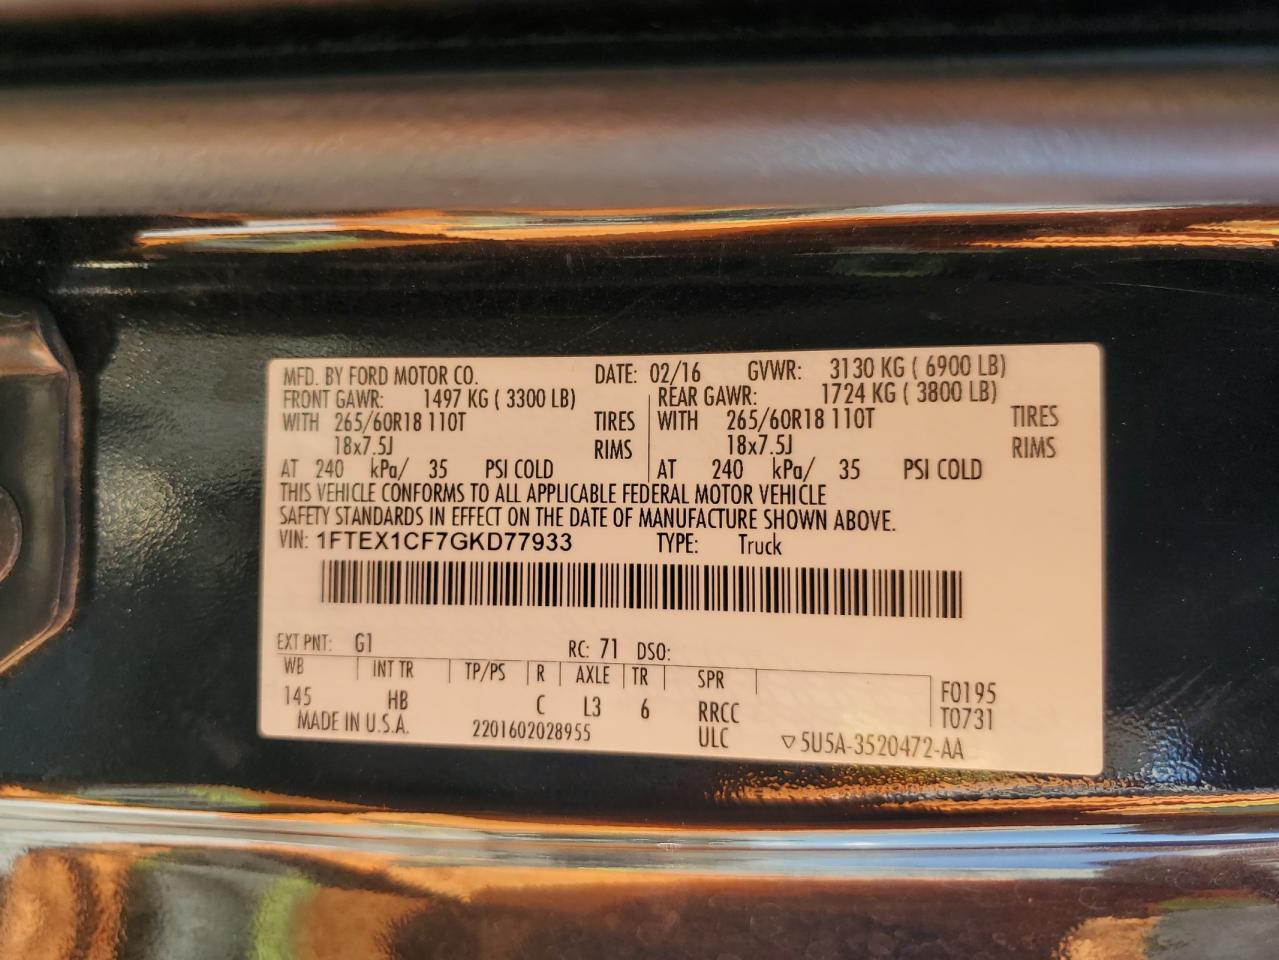 MFD. BY FORD MOTOR CO. DATE: 02/16 GVWR: 3130 KG ( 6900 LB)
FRONT GAWR: 1497 KG ( 3300 LB) REAR GAWR: 1724 KG ( 3800 LB)
WITH 265/60R18 110T TIRES WITH 265/60R18 110T TIRES
18x7.5J RIMS 18x7.5J RIMS
AT 240 kPa/ 35 PSI COLD AT 240 kPa/ 35 PSI COLD
THIS VEHICLE CONFORMS TO ALL APPLICABLE FEDERAL MOTOR VEHICLE
SAFETY STANDARDS IN EFFECT ON THE DATE OF MANUFACTURE SHOWN ABOVE.
VIN: 1FTEX1CF7GKD77933 TYPE: Truck
EXT PNT: G1 RC: 71 DSO:
WB INT TR TP/PS R AXLE TR SPR
145 HB C L3 6 RRCC F0195
MADE IN U.S.A. 2201602028955 ULC ▽5U5A-3520472-AA T0731